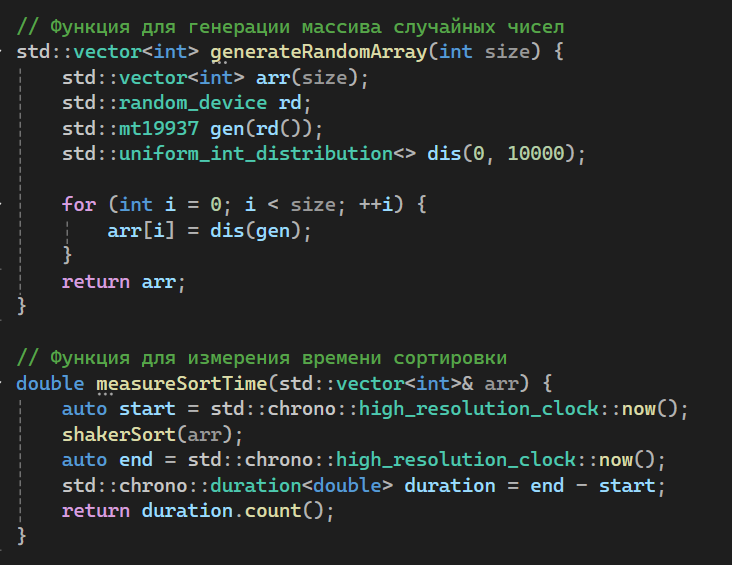 // Функция для генерации массива случайных чисел
std::vector<int> generateRandomArray(int size) {
    std::vector<int> arr(size);
    std::random_device rd;
    std::mt19937 gen(rd());
    std::uniform_int_distribution<> dis(0, 10000);

    for (int i = 0; i < size; ++i) {
        arr[i] = dis(gen);
    }
    return arr;
}

// Функция для измерения времени сортировки
double measureSortTime(std::vector<int>& arr) {
    auto start = std::chrono::high_resolution_clock::now();
    shakerSort(arr);
    auto end = std::chrono::high_resolution_clock::now();
    std::chrono::duration<double> duration = end - start;
    return duration.count();
}